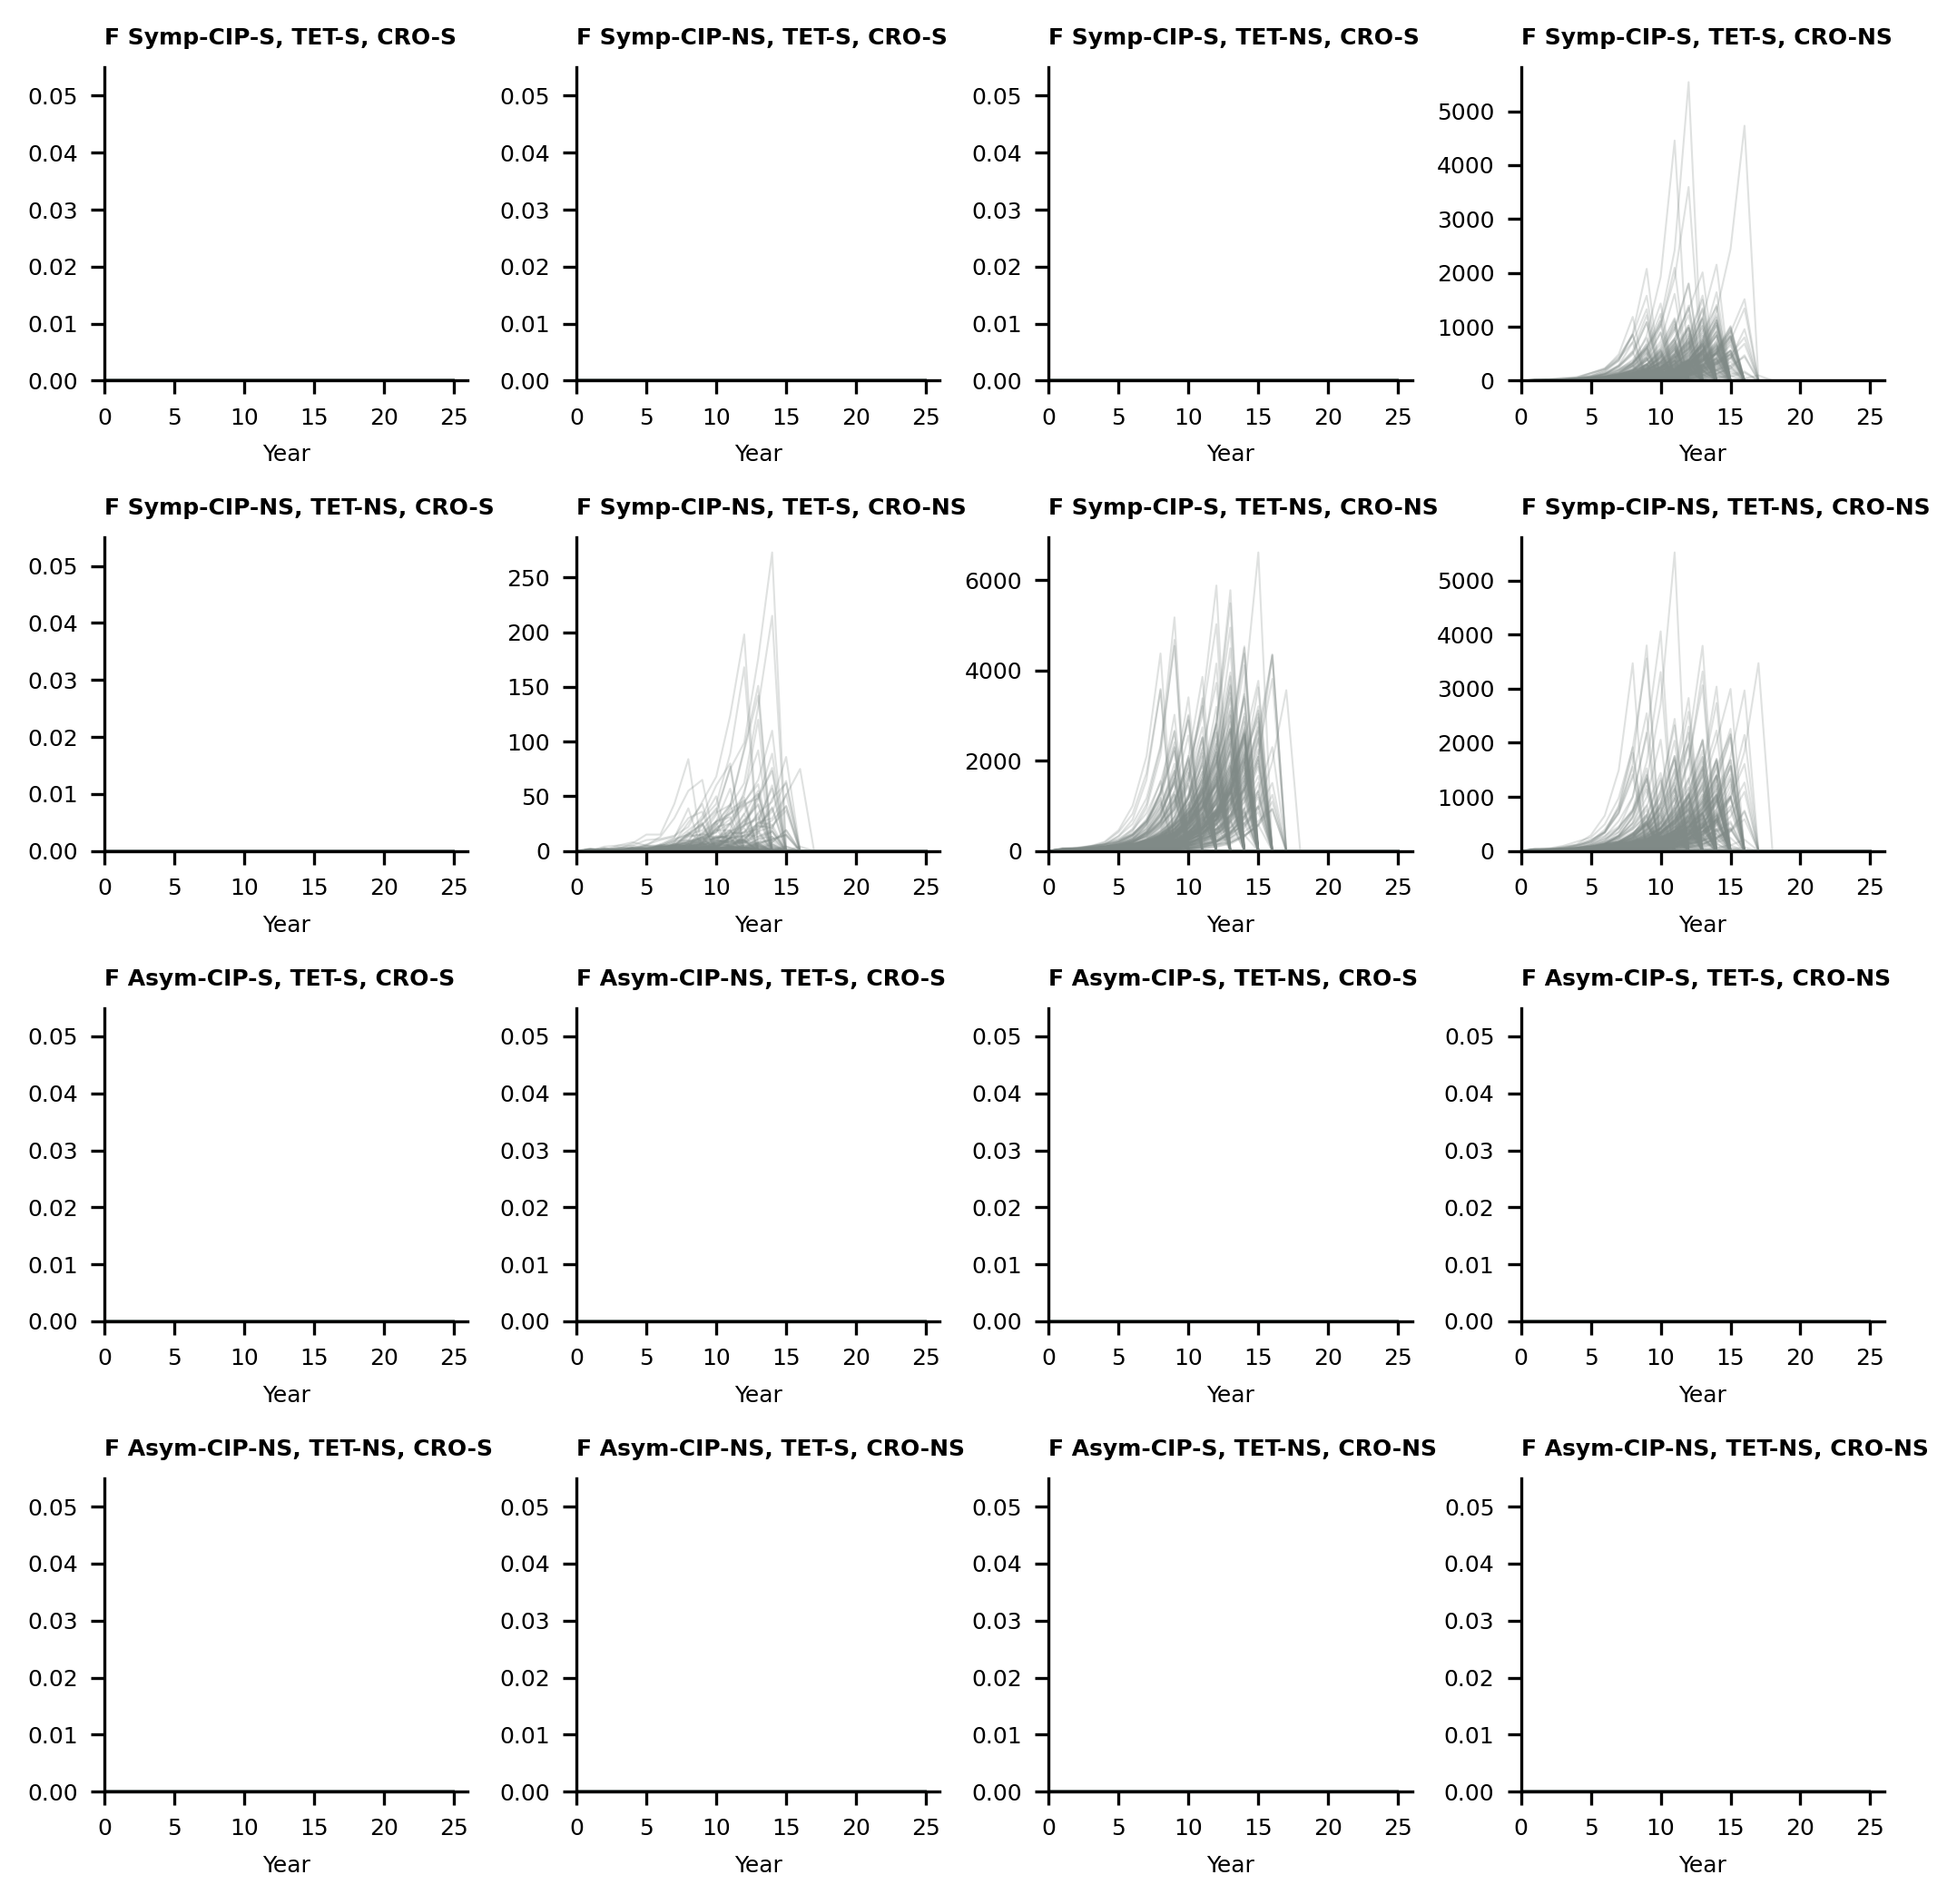 F Symp-CIP-S, TET-S, CRO-S
F Symp-CIP-NS, TET-S, CRO-S
F Symp-CIP-S, TET-NS, CRO-S
F Symp-CIP-S, TET-S, CRO-NS
0.05
0.04
0.03
0.02
0.01
0.00
0 5 10 15 20 25
Year
0.05
0.04
0.03
0.02
0.01
0.00
0 5 10 15 20 25
Year
0.05
0.04
0.03
0.02
0.01
0.00
0 5 10 15 20 25
Year
5000
4000
3000
2000
1000
0
0 5 10 15 20 25
Year
F Symp-CIP-NS, TET-NS, CRO-S
F Symp-CIP-NS, TET-S, CRO-NS
F Symp-CIP-S, TET-NS, CRO-NS
F Symp-CIP-NS, TET-NS, CRO-NS
0.05
0.04
0.03
0.02
0.01
0.00
0 5 10 15 20 25
Year
250
200
150
100
50
0
0 5 10 15 20 25
Year
6000
4000
2000
0
0 5 10 15 20 25
Year
5000
4000
3000
2000
1000
0
0 5 10 15 20 25
Year
F Asym-CIP-S, TET-S, CRO-S
F Asym-CIP-NS, TET-S, CRO-S
F Asym-CIP-S, TET-NS, CRO-S
F Asym-CIP-S, TET-S, CRO-NS
0.05
0.04
0.03
0.02
0.01
0.00
0 5 10 15 20 25
Year
0.05
0.04
0.03
0.02
0.01
0.00
0 5 10 15 20 25
Year
0.05
0.04
0.03
0.02
0.01
0.00
0 5 10 15 20 25
Year
0.05
0.04
0.03
0.02
0.01
0.00
0 5 10 15 20 25
Year
F Asym-CIP-NS, TET-NS, CRO-S
F Asym-CIP-NS, TET-S, CRO-NS
F Asym-CIP-S, TET-NS, CRO-NS
F Asym-CIP-NS, TET-NS, CRO-NS
0.05
0.04
0.03
0.02
0.01
0.00
0 5 10 15 20 25
Year
0.05
0.04
0.03
0.02
0.01
0.00
0 5 10 15 20 25
Year
0.05
0.04
0.03
0.02
0.01
0.00
0 5 10 15 20 25
Year
0.05
0.04
0.03
0.02
0.01
0.00
0 5 10 15 20 25
Year